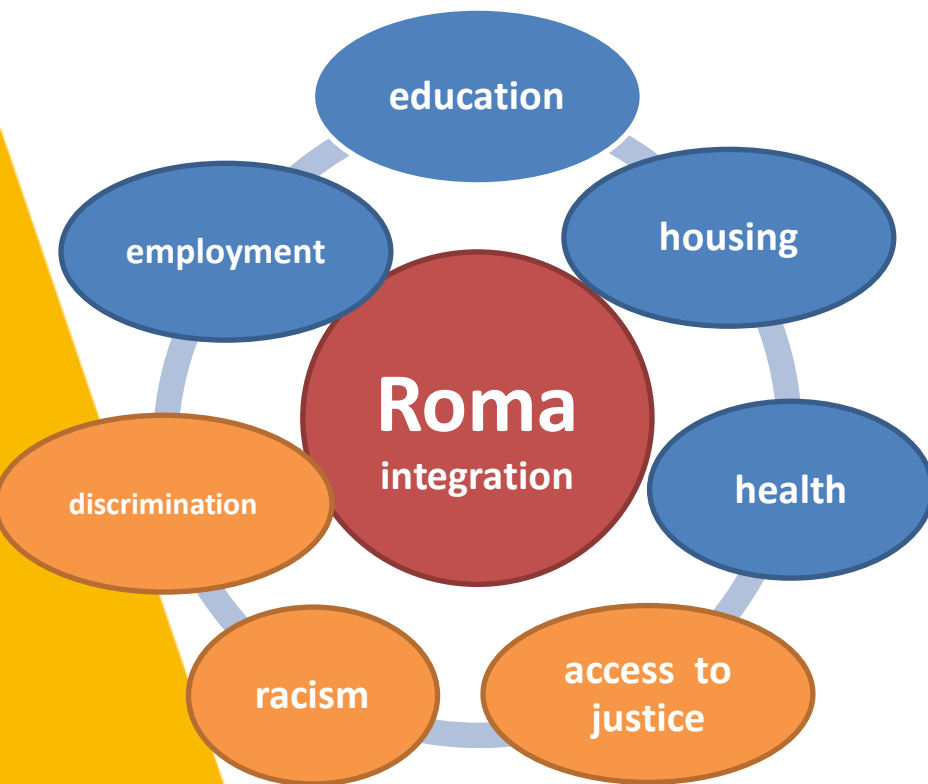 education
housing
employment
Roma
integration
health
discrimination
access to
justice
racism